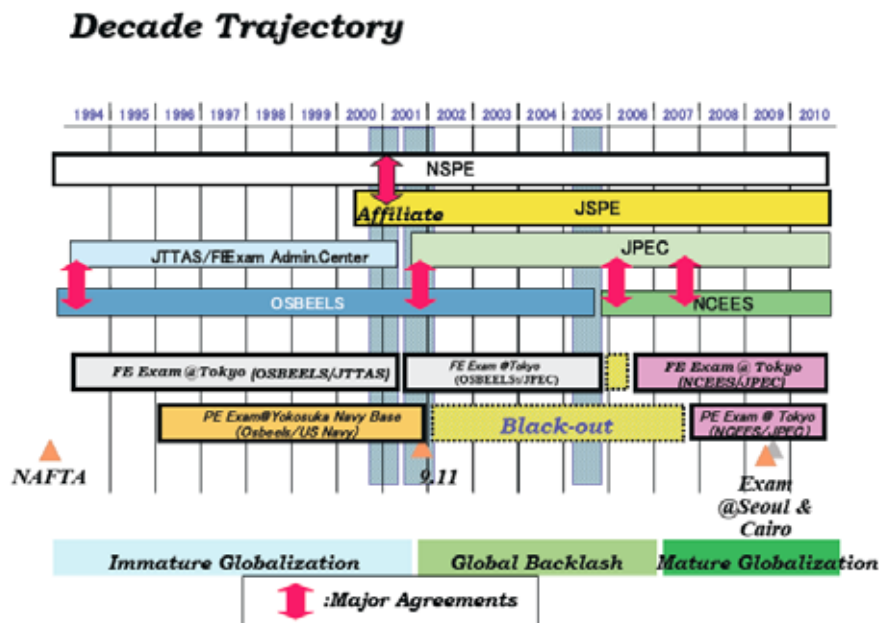 Decade Trajectory
1994 1995 1996 1997 1998 1999 2000 2001 2002 2003 2004 2005 2006 2007 2008 2009 2010
NSPE
Affiliate
JSPE
JTTAS/FEExam Admin.Center
JPEC
OSBEELS
NCEES
FE Exam@Tokyo (OSBEELS/JTTAS)
FE Exam @Tokyo
(OSBEELS/JPEC)
FE Exam @ Tokyo
(NCEES/JPEC)
PE Exam@Yokosuka Navy Base
(Osbeels/US Navy)
Black-out
PE Exam @ Tokyo
(NCEES/JPEC)
NAFTA
9.11
Exam
@Seoul &
Cairo
Immature Globalization
Global Backlash
Mature Globalization
:Major Agreements